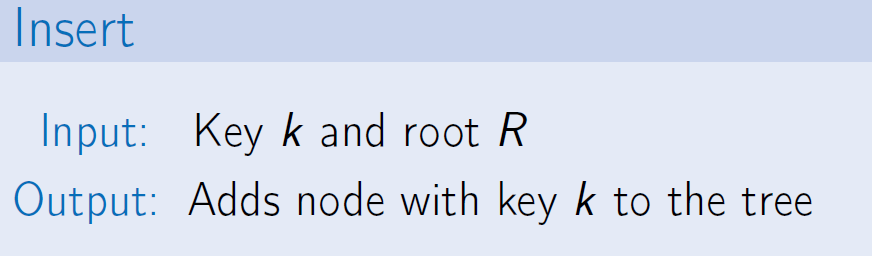 Insert
Input: Key k and root R
Output: Adds node with key k to the tree